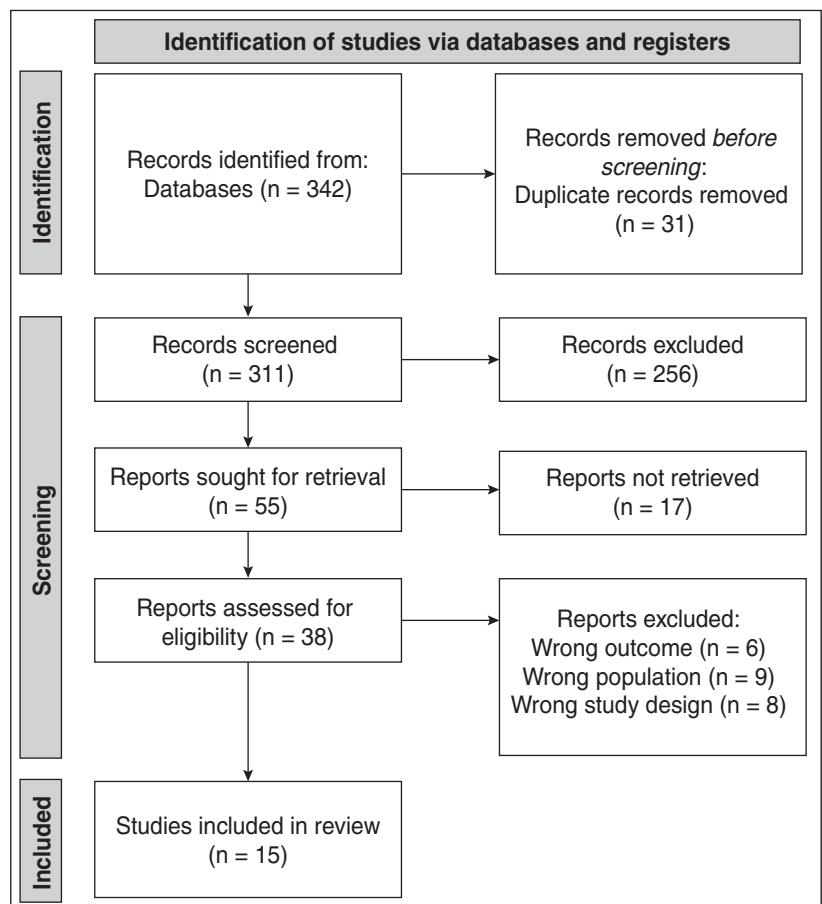 Identification of studies via databases and registers
Identification
Records identified from:
Databases (n = 342)
Records removed before
screening:
Duplicate records removed
(n = 31)
Screening
Records screened
(n = 311)
Records excluded
(n = 256)
Reports sought for retrieval
(n = 55)
Reports not retrieved
(n = 17)
Reports assessed for
eligibility (n = 38)
Reports excluded:
Wrong outcome (n = 6)
Wrong population (n = 9)
Wrong study design (n = 8)
Included
Studies included in review
(n = 15)